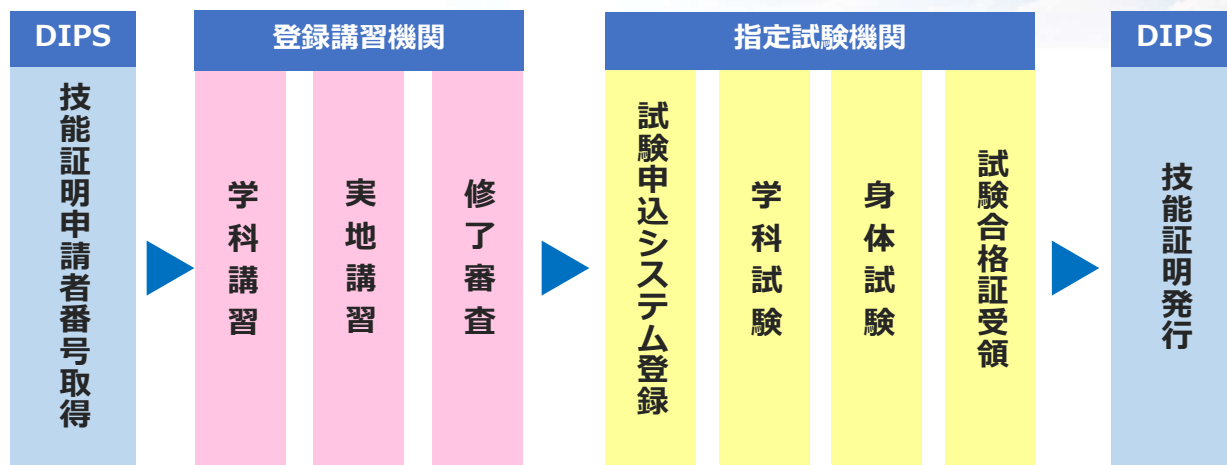 DIPS
技能証明申請者番号取得
登録講習機関
学科講習
実地講習
修了審査
指定試験機関
試験申込システム登録
学科試験
身体試験
試験合格証受領
DIPS
技能証明発行